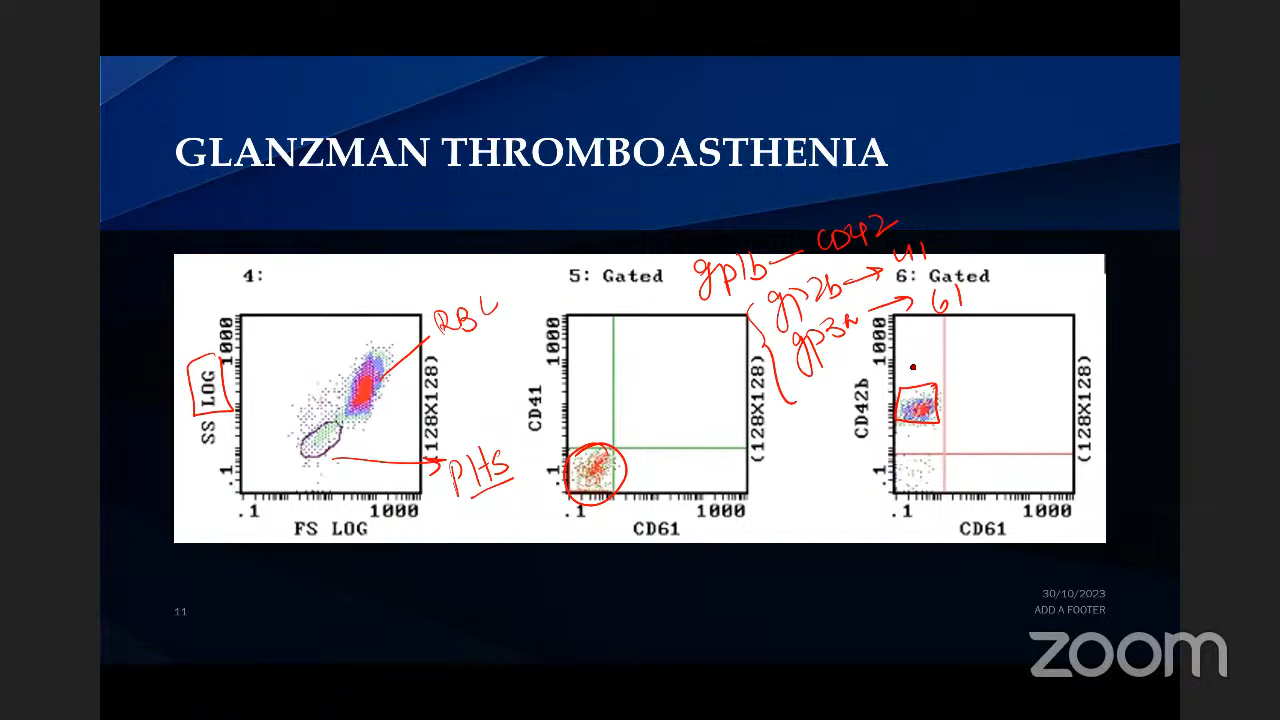 GLANZMAN THROMBOASTHENIA
gp1b — CD42
gp2b → 41
gp3a → 61
4:
5: Gated
6: Gated
RBC
1000
SS LOG
.1
(128X128)
.1 1000
FS LOG
PLTS
1000
CD41
.1
(128X128)
.1 1000
CD61
1000
CD42b
.1
(128X128)
.1 1000
CD61
11
30/10/2023
ADD A FOOTER
zoom